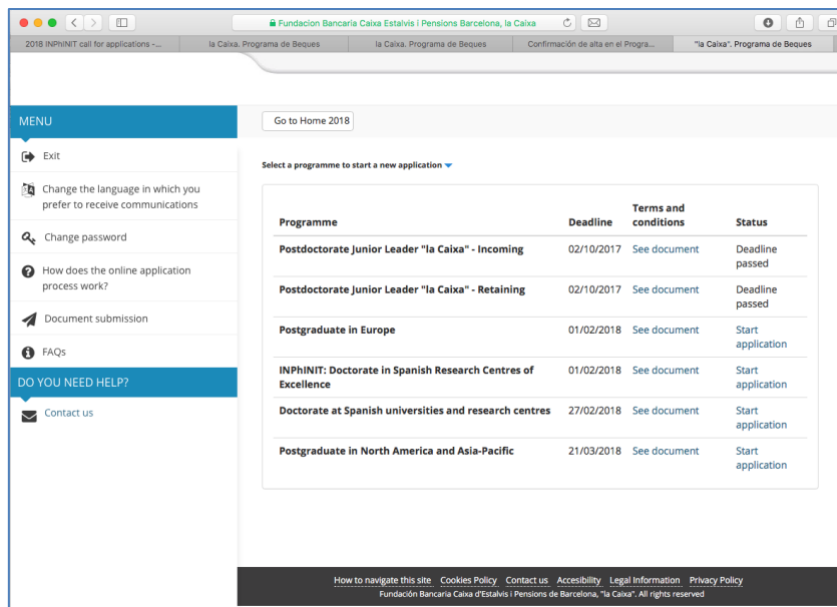 Fundacion Bancaria Caixa Estalvis i Pensions Barcelona, la Caixa
2018 INPhINIT call for applications –...
la Caixa. Programa de Beques
la Caixa. Programa de Beques
Confirmación de alta en el Progra...
"la Caixa". Programa de Beques
MENU
Go to Home 2018
Exit
Change the language in which you
prefer to receive communications
Change password
How does the online application
process work?
Document submission
FAQs
DO YOU NEED HELP?
Contact us
Select a programme to start a new application
Programme Deadline Terms and
conditions Status
Postdoctorate Junior Leader "la Caixa" - Incoming 02/10/2017 See document Deadline
passed
Postdoctorate Junior Leader "la Caixa" - Retaining 02/10/2017 See document Deadline
passed
Postgraduate in Europe 01/02/2018 See document Start
application
INPhINIT: Doctorate in Spanish Research Centres of 01/02/2018 See document Start
Excellence application
Doctorate at Spanish universities and research centres 27/02/2018 See document Start
application
Postgraduate in North America and Asia-Pacific 21/03/2018 See document Start
application
How to navigate this site Cookies Policy Contact us Accesibility Legal Information Privacy Policy
Fundación Bancaria Caixa d'Estalvis i Pensions de Barcelona, "la Caixa". All rights reserved